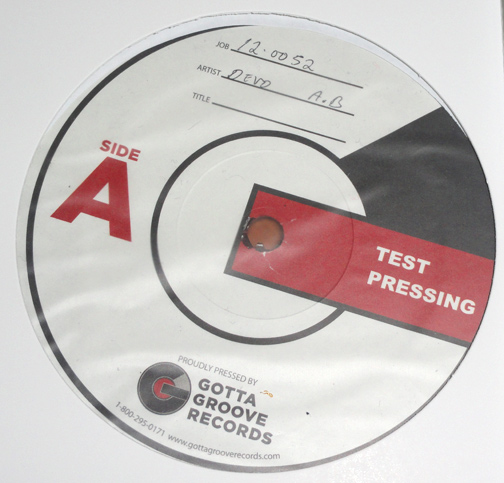 JOB 12.0052
ARTIST DEVO A.B
TITLE
SIDE
A
TEST
PRESSING
PROUDLY PRESSED BY
GOTTA
GROOVE
RECORDS
1-800-295-0171 www.gottagrooverecords.com